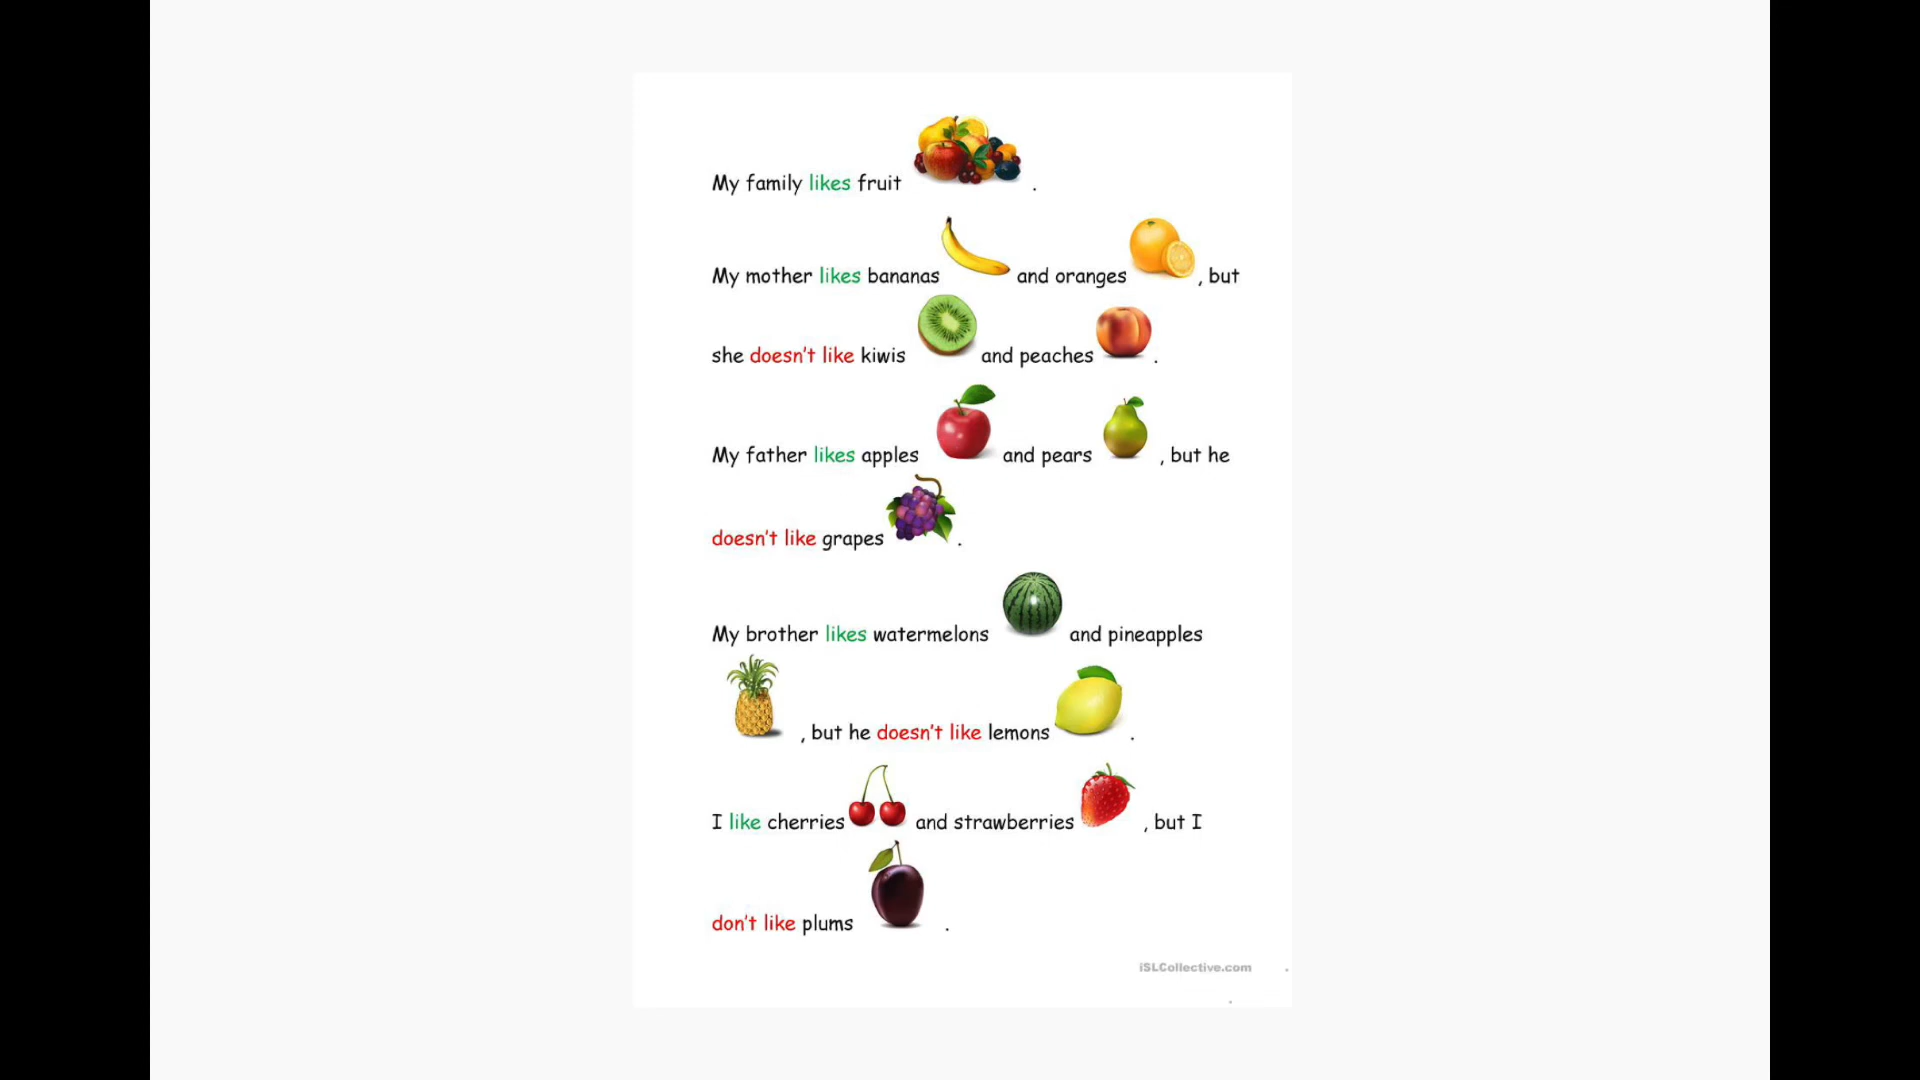 My family likes fruit .
My mother likes bananas and oranges , but
she doesn't like kiwis and peaches .
My father likes apples and pears , but he
doesn't like grapes .
My brother likes watermelons and pineapples
, but he doesn't like lemons .
I like cherries and strawberries , but I
don't like plums .
iSLCollective.com